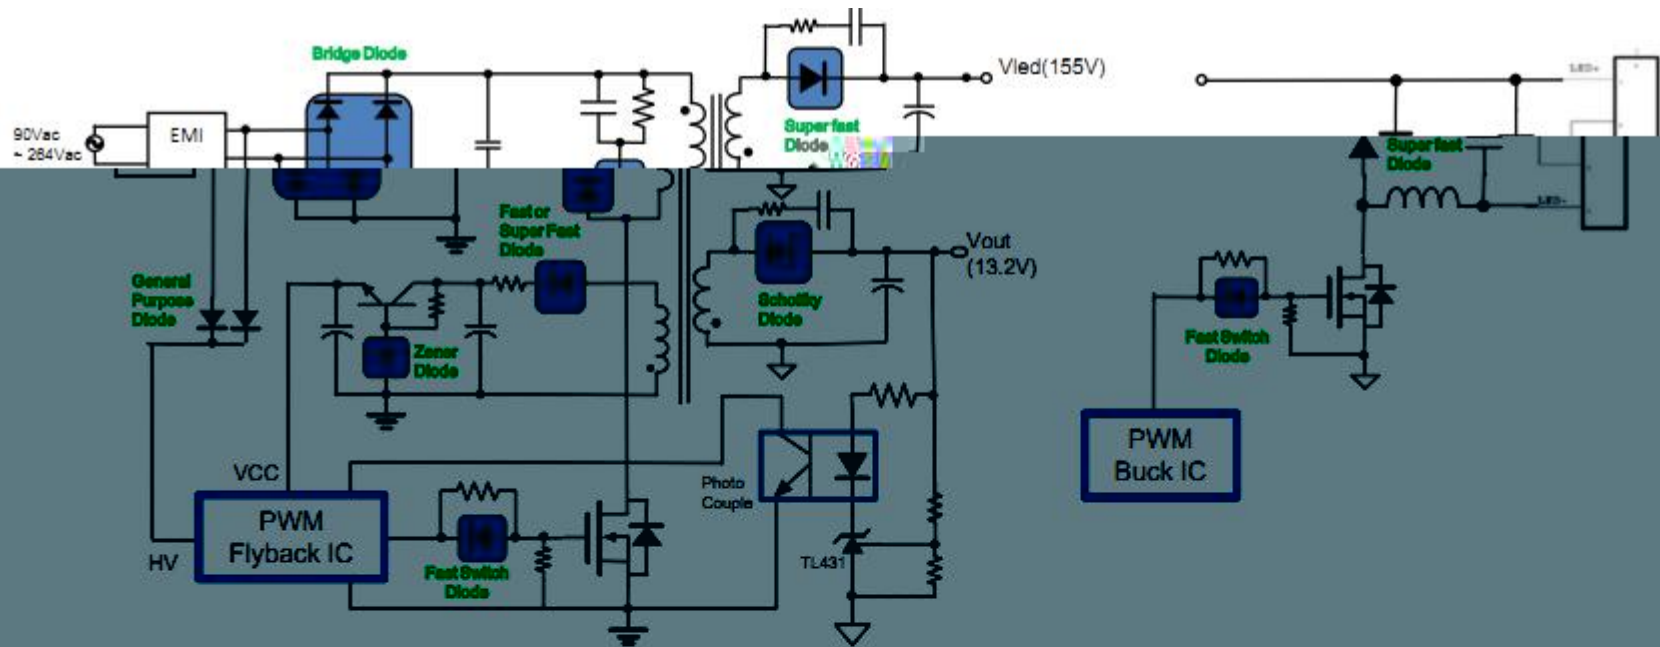 Bridge Diode
90Vac
~ 264Vac
EMI
Super fast
Diode
Vled(155V)
LED+
Super fast
Diode
LED-
Fast or
Super Fast
Diode
Vout
(13.2V)
General
Purpose
Diode
Schottky
Diode
Zener
Diode
Fast Switch
Diode
VCC
HV
PWM
Flyback IC
Fast Switch
Diode
Photo
Couple
TL431
PWM
Buck IC